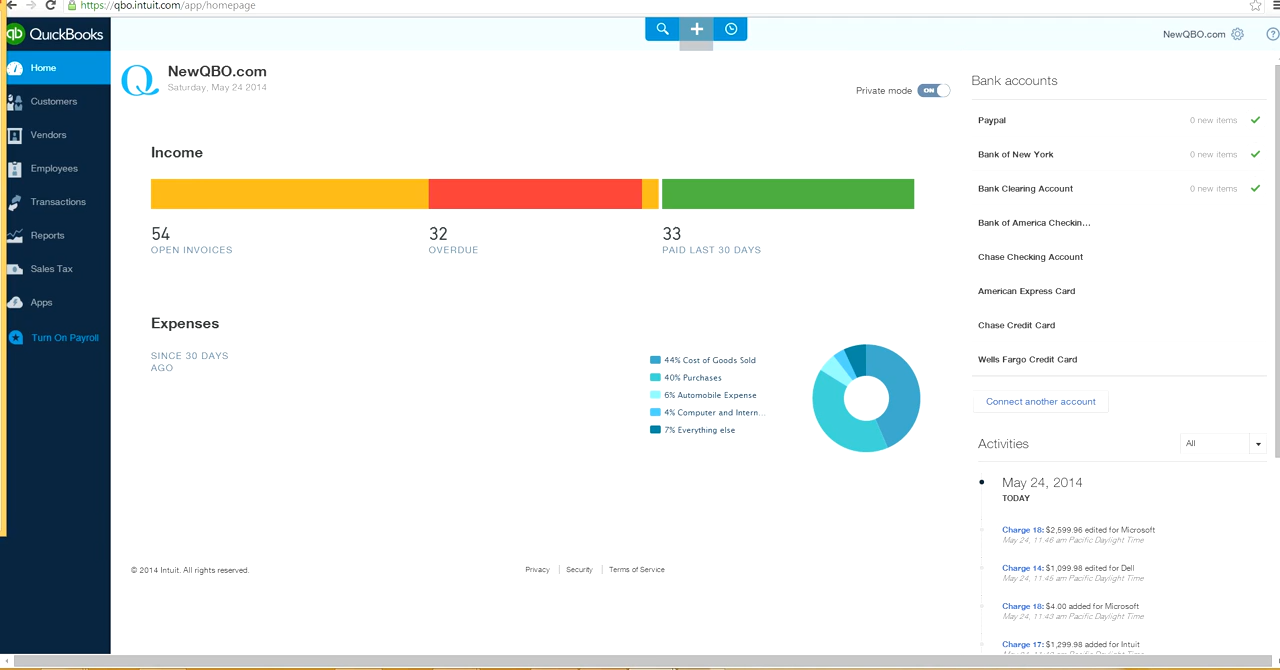 https://qbo.intuit.com/app/homepage
qb QuickBooks
NewQBO.com
?
Home
Customers
Vendors
Employees
Transactions
Reports
Sales Tax
Apps
Turn On Payroll
Q
NewQBO.com
Saturday, May 24 2014
Private mode ON
Income
54
OPEN INVOICES
32
OVERDUE
33
PAID LAST 30 DAYS
Expenses
SINCE 30 DAYS
AGO
44% Cost of Goods Sold
40% Purchases
6% Automobile Expense
4% Computer and Intern...
7% Everything else
© 2014 Intuit. All rights reserved.
Privacy
Security
Terms of Service
Bank accounts
Paypal 0 new items
Bank of New York 0 new items
Bank Clearing Account 0 new items
Bank of America Checkin...
Chase Checking Account
American Express Card
Chase Credit Card
Wells Fargo Credit Card
Connect another account
Activities All
May 24, 2014
TODAY
Charge 18: $2,599.96 edited for Microsoft
May 24, 11:46 am Pacific Daylight Time
Charge 14: $1,099.98 edited for Dell
May 24, 11:45 am Pacific Daylight Time
Charge 18: $4.00 added for Microsoft
May 24, 11:43 am Pacific Daylight Time
Charge 17: $1,299.98 added for Intuit